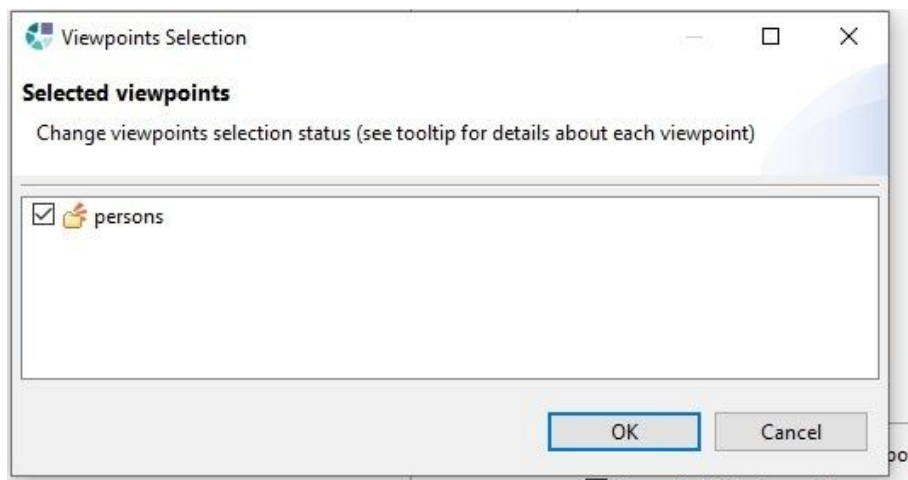 Viewpoints Selection
Selected viewpoints
Change viewpoints selection status (see tooltip for details about each viewpoint)
persons
OK
Cancel